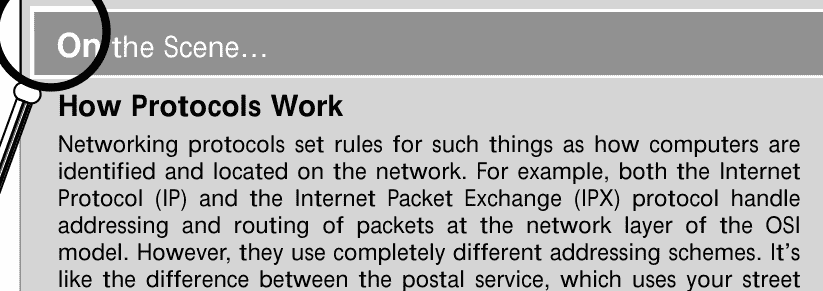 On the Scene...
How Protocols Work
Networking protocols set rules for such things as how computers are
identified and located on the network. For example, both the Internet
Protocol (IP) and the Internet Packet Exchange (IPX) protocol handle
addressing and routing of packets at the network layer of the OSI
model. However, they use completely different addressing schemes. It's
like the difference between the postal service, which uses your street